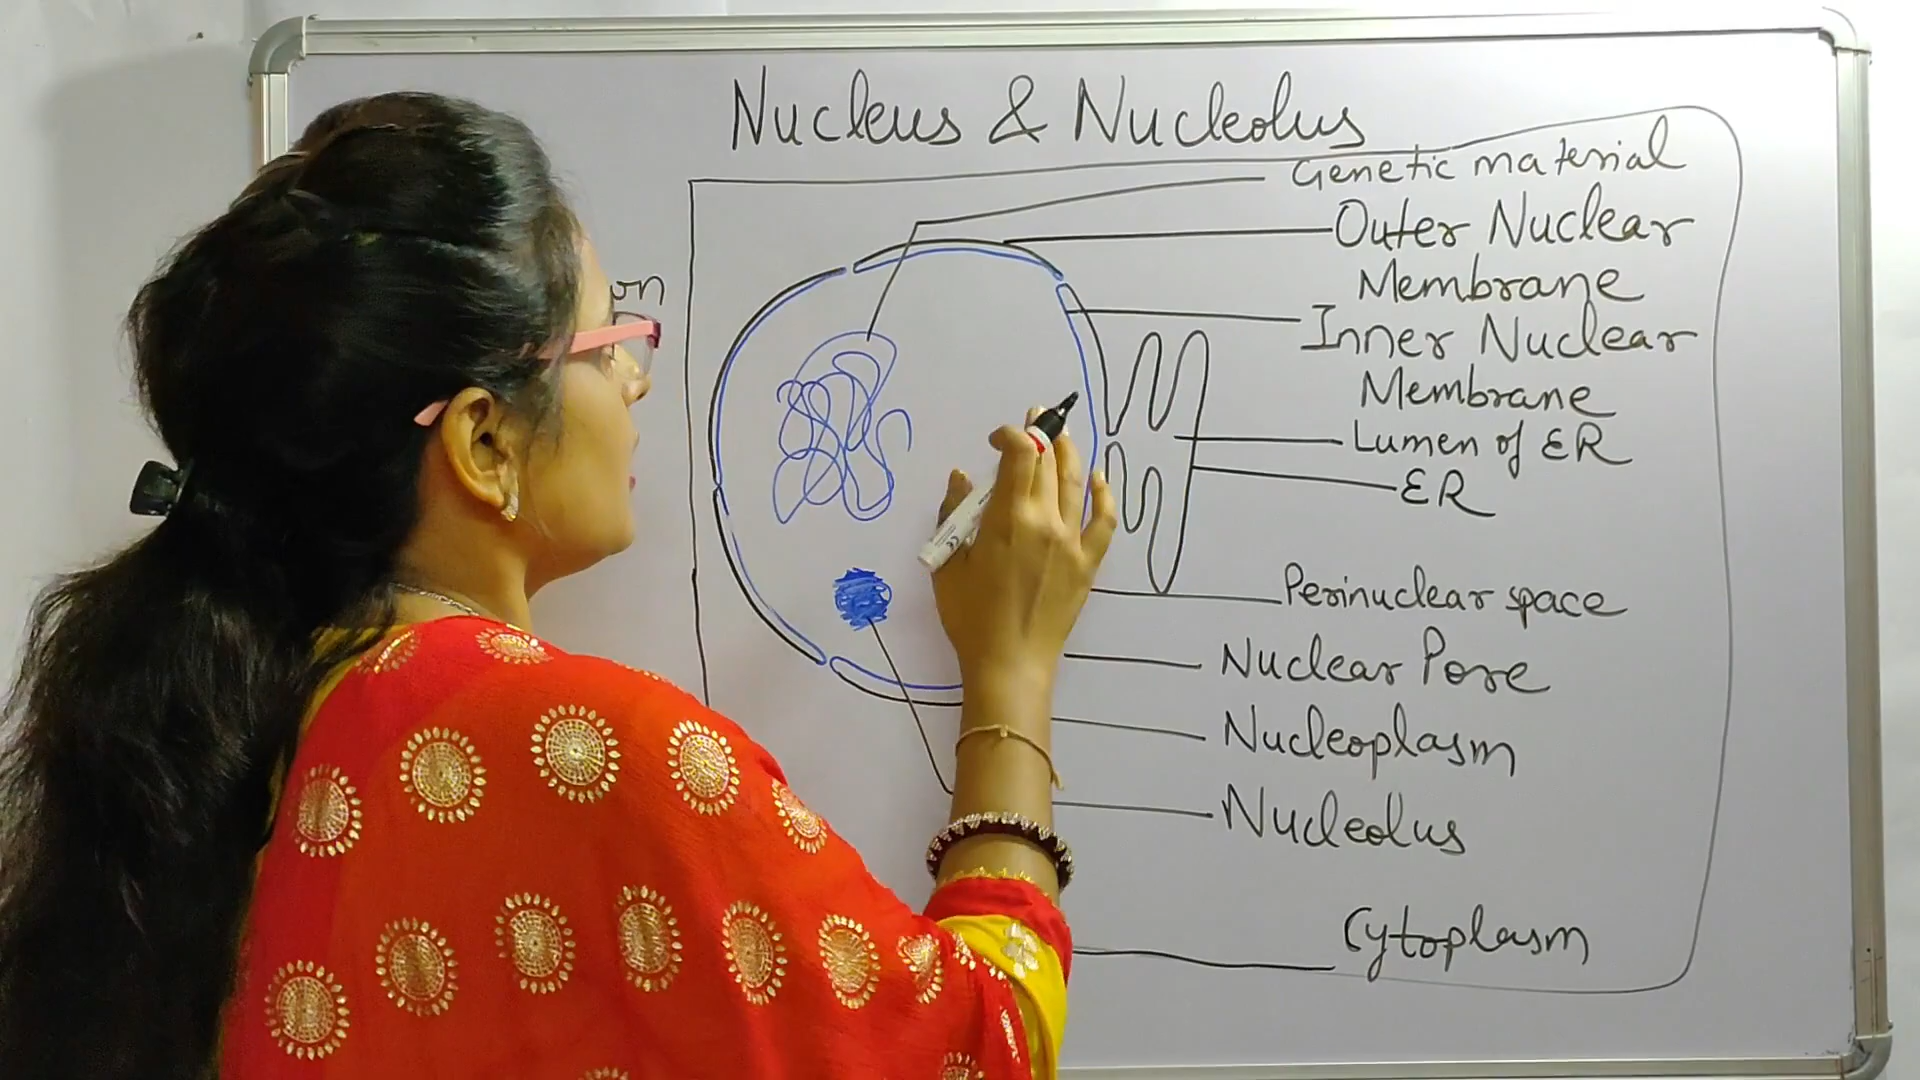 Nucleus & Nucleolus
Genetic material
Outer Nuclear
Membrane
Inner Nuclear
Membrane
Lumen of ER
ER
Perinuclear space
Nuclear Pore
Nucleoplasm
Nucleolus
Cytoplasm